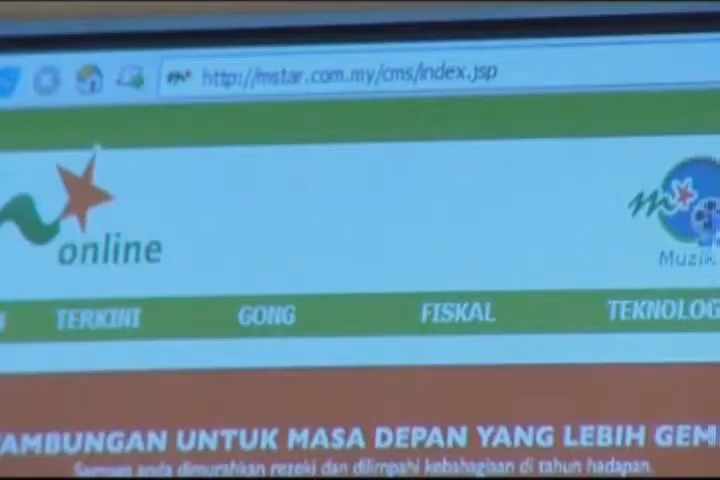 http://mstar.com.my/cms/index.jsp
online
Muzik
TERKINI GONG FISKAL TEKNOLOG
AMBUNGAN UNTUK MASA DEPAN YANG LEBIH GEM
Semoga anda dimurahkan rezeki dan dilimpahi kebahagiaan di tahun hadapan.